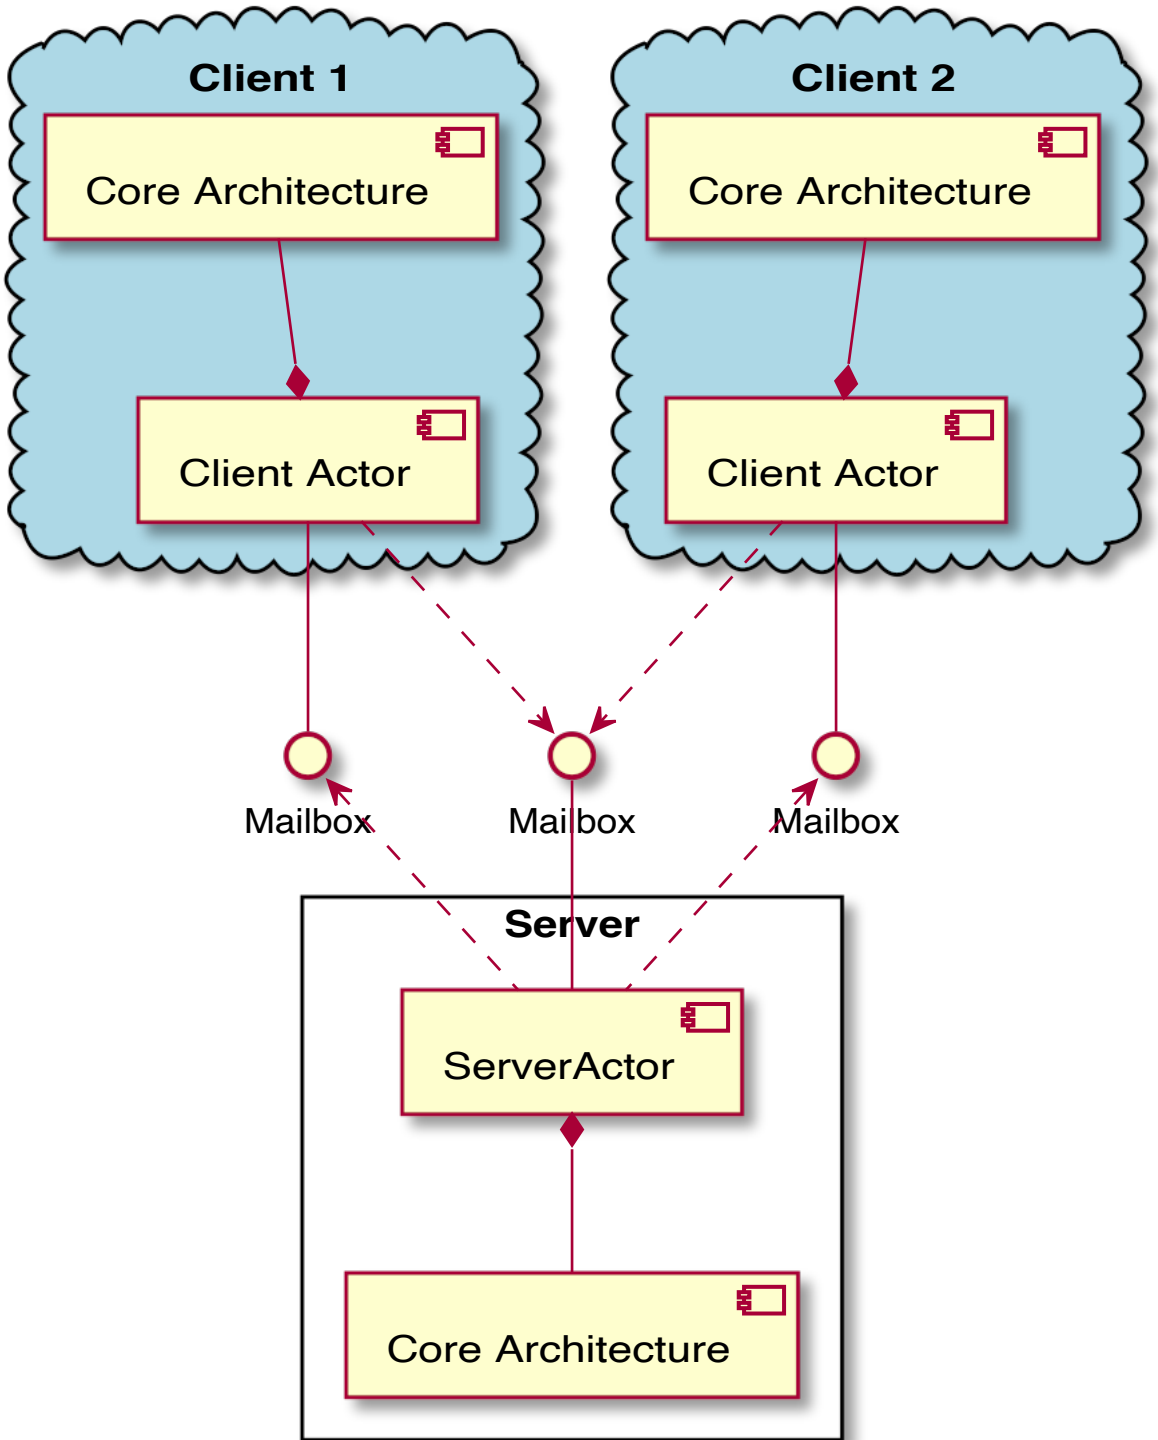 Client 1
Client 2
Core Architecture
Core Architecture
Client Actor
Client Actor
Mailbox
Mailbox
Mailbox
Server
ServerActor
Core Architecture